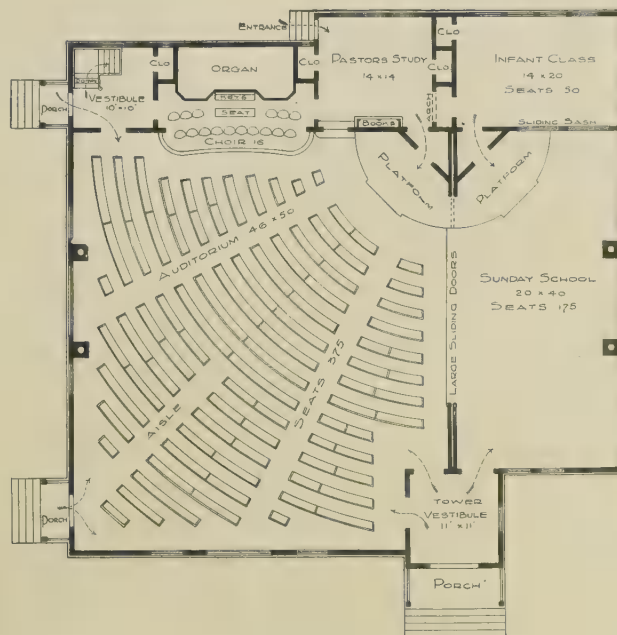 ENTRANCE
CLO
ORGAN
CLO
PASTORS STUDY
14 x 14
CLO
CLO
INFANT CLASS
14 x 20
SEATS 50
SLIDING SASH
VESTIBULE
10' x 10'
PORCH
KEYS
SEAT
CHOIR 16
BOOKS
PLATFORM
PLATFORM
AUDITORIUM 46 x 50
SEATS 375
AISLE
LARGE SLIDING DOORS
SUNDAY SCHOOL
20 x 40
SEATS 175
PORCH
TOWER
VESTIBULE
11' x 11'
PORCH